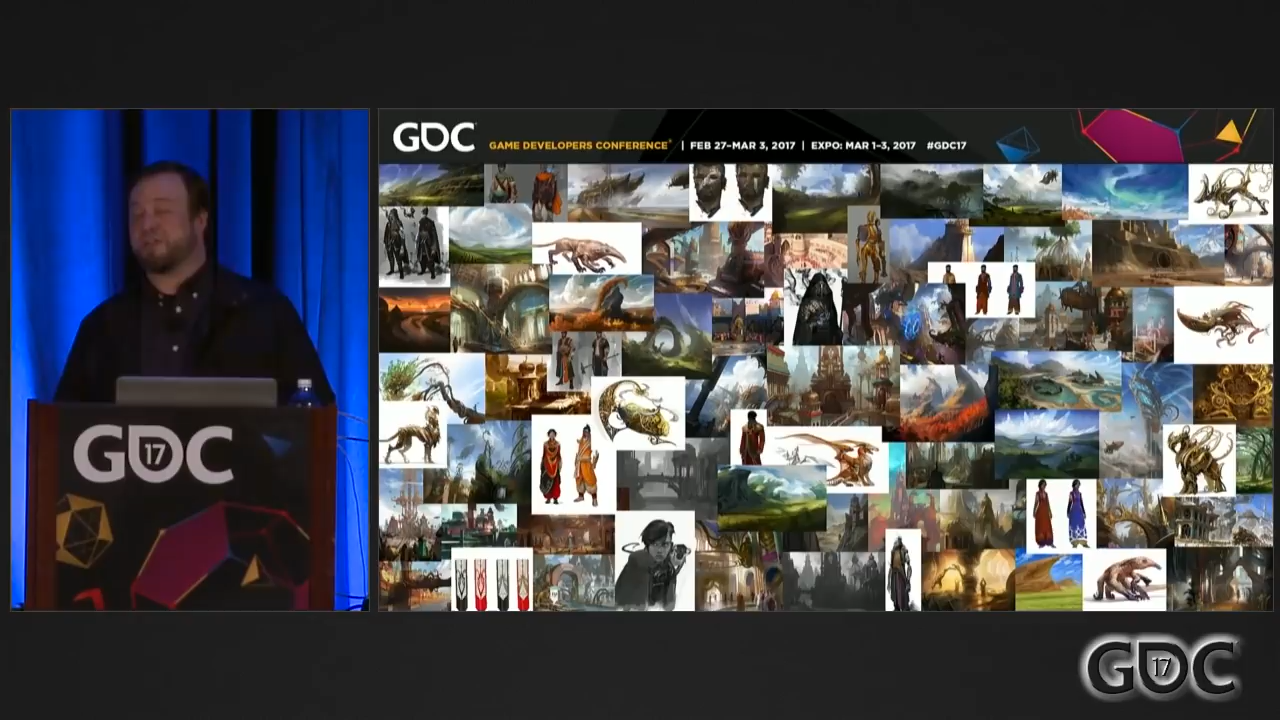 GDC
GAME DEVELOPERS CONFERENCE® | FEB 27–MAR 3, 2017 | EXPO: MAR 1-3, 2017 #GDC17
GDC
17
GDC
17